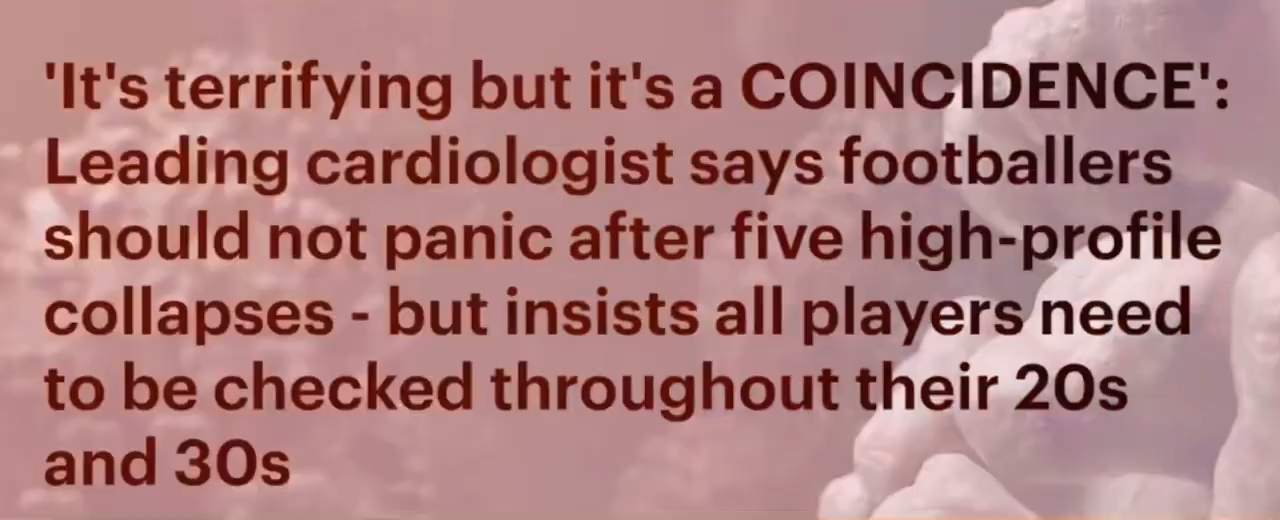 'It's terrifying but it's a COINCIDENCE':
Leading cardiologist says footballers
should not panic after five high-profile
collapses - but insists all players need
to be checked throughout their 20s
and 30s